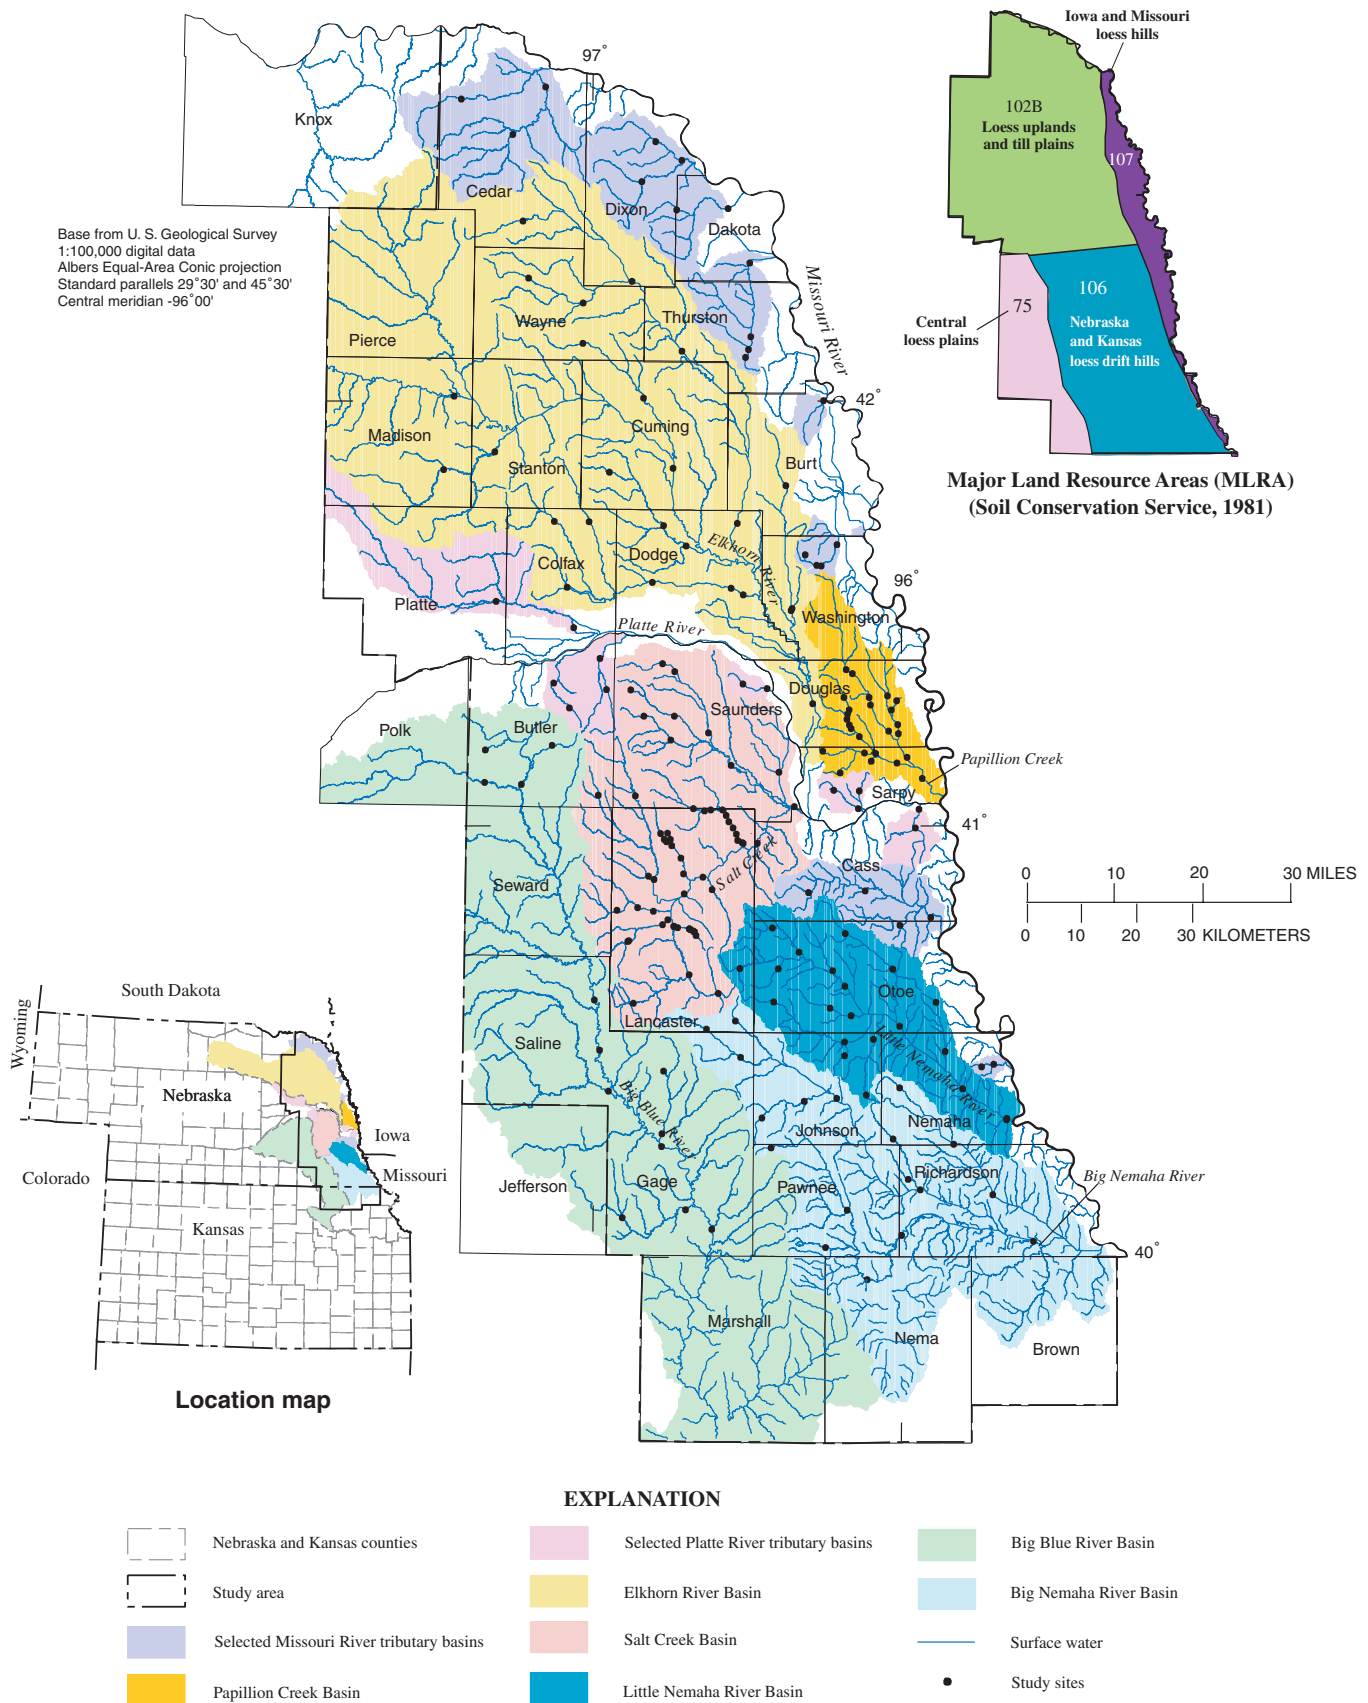 97°
Knox
Cedar
Dixon
Dakota
Base from U. S. Geological Survey
1:100,000 digital data
Albers Equal-Area Conic projection
Standard parallels 29°30' and 45°30'
Central meridian -96°00'
Missouri River
Pierce
Wayne
Thurston
42°
Madison
Stanton
Cuming
Burt
Elkhorn River
Colfax
Dodge
96°
Platte
Platte River
Washington
Douglas
Saunders
Polk
Butler
Papillion Creek
Sarpy
41°
Salt Creek
Cass
Seward
Otoe
Lancaster
Saline
Little Nemaha River
Big Blue River
Johnson
Nemaha
Richardson
Big Nemaha River
Jefferson
Gage
Pawnee
40°
Marshall
Nema
Brown
Iowa and Missouri
loess hills
102B
Loess uplands
and till plains
107
106
75
Central
loess plains
Nebraska
and Kansas
loess drift hills
Major Land Resource Areas (MLRA)
(Soil Conservation Service, 1981)
0 10 20 30 MILES
0 10 20 30 KILOMETERS
South Dakota
Wyoming
Nebraska
Iowa
Colorado
Missouri
Kansas
Location map
EXPLANATION
Nebraska and Kansas counties
Study area
Selected Missouri River tributary basins
Papillion Creek Basin
Selected Platte River tributary basins
Elkhorn River Basin
Salt Creek Basin
Little Nemaha River Basin
Big Blue River Basin
Big Nemaha River Basin
Surface water
Study sites